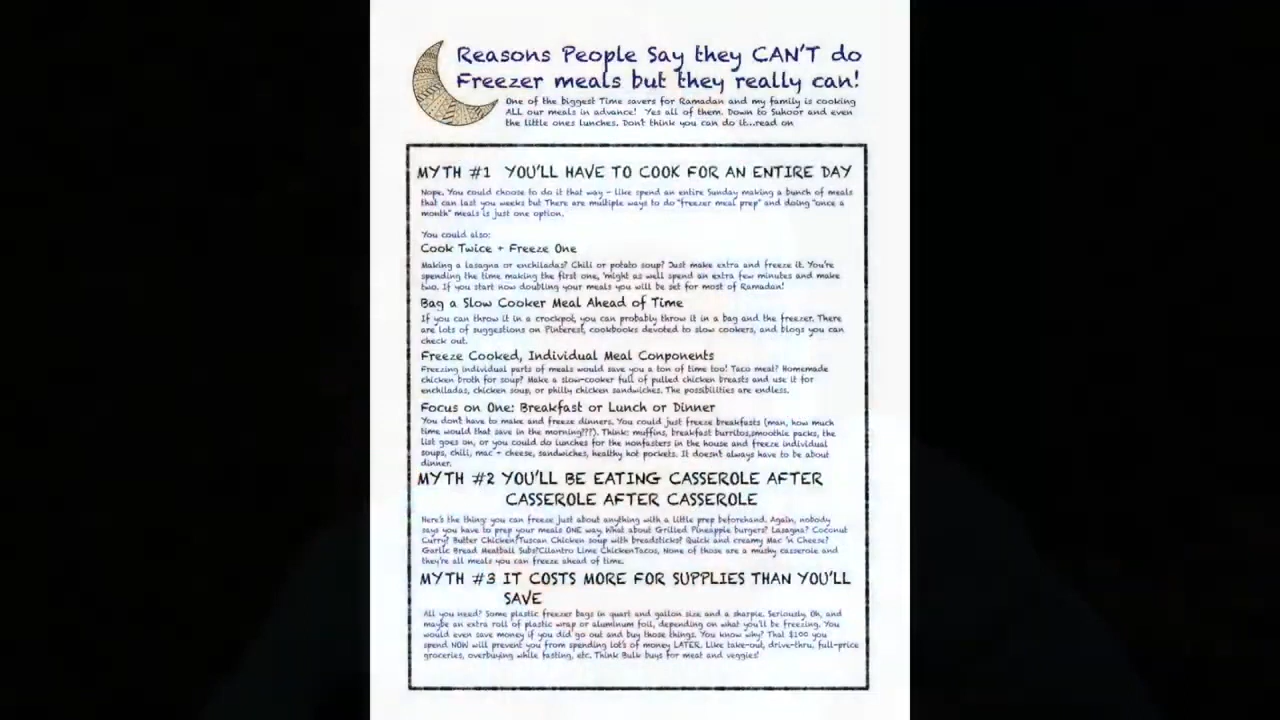 Reasons People Say they CAN'T do
Freezer meals but they really can!
One of the biggest Time savers for Ramadan and my family is cooking
ALL our meals in advance! Yes all of them. Down to Suhoor and even
the little ones lunches. Don't think you can do it...read on
MYTH #1 YOU'LL HAVE TO COOK FOR AN ENTIRE DAY
Nope. You could choose to do it that way - like spend an entire Sunday making a bunch of meals
that can last you weeks but There are multiple ways to do "freezer meal prep" and doing "once a
month" meals is just one option.
You could also:
Cook Twice + Freeze One
Making a lasagna or enchiladas? Chili or potato soup? Just make extra and freeze it. You're
spending the time making the first one, 'might as well spend an extra few minutes and make
two. If you start now doubling your meals you will be set for most of Ramadan!
Bag a Slow Cooker Meal Ahead of Time
If you can throw it in a crockpot, you can probably throw it in a bag and the freezer. There
are lots of suggestions on Pinterest, cookbooks devoted to slow cookers, and blogs you can
check out.
Freeze Cooked, Individual Meal Conponents
Freezing individual parts of meals would save you a ton of time too! Taco meat? Homemade
chicken broth for soup? Make a slow-cooker full of pulled chicken breasts and use it for
enchiladas, chicken soup, or philly chicken sandwiches. The possibilities are endless.
Focus on One: Breakfast or Lunch or Dinner
You don't have to make and freeze dinners. You could just freeze breakfasts (man, how much
time would that save in the morning???). Think: muffins, breakfast burritos,smoothie packs, the
list goes on, or you could do lunches for the nonfasters in the house and freeze individual
soups, chili, mac + cheese, sandwiches, healthy hot pockets. It doesn't always have to be about
dinner.
MYTH #2 YOU'LL BE EATING CASSEROLE AFTER
CASSEROLE AFTER CASSEROLE
Here's the thing: you can freeze just about anything with a little prep beforehand. Again, nobody
says you have to prep your meals ONE way. What about Grilled Pineapple burgers? Lasagna? Coconut
Curry? Butter Chicken?Tuscan Chicken soup with breadsticks? Quick and creamy Mac 'n Cheese?
Garlic Bread Meatball Subs?Cilantro Lime ChickenTacos, None of those are a mushy casserole and
they're all meals you can freeze ahead of time.
MYTH #3 IT COSTS MORE FOR SUPPLIES THAN YOU'LL
SAVE
All you need? Some plastic freezer bags in quart and gallon size and a sharpie. Seriously. Oh, and
maybe an extra roll of plastic wrap or aluminum foil, depending on what you'll be freezing. You
would even save money if you did go out and buy those things. You know why? That $100 you
spend NOW will prevent you from spending lot's of money LATER. Like take-out, drive-thru, full-price
groceries, overbuying while fasting, etc. Think Bulk buys for meat and veggies!